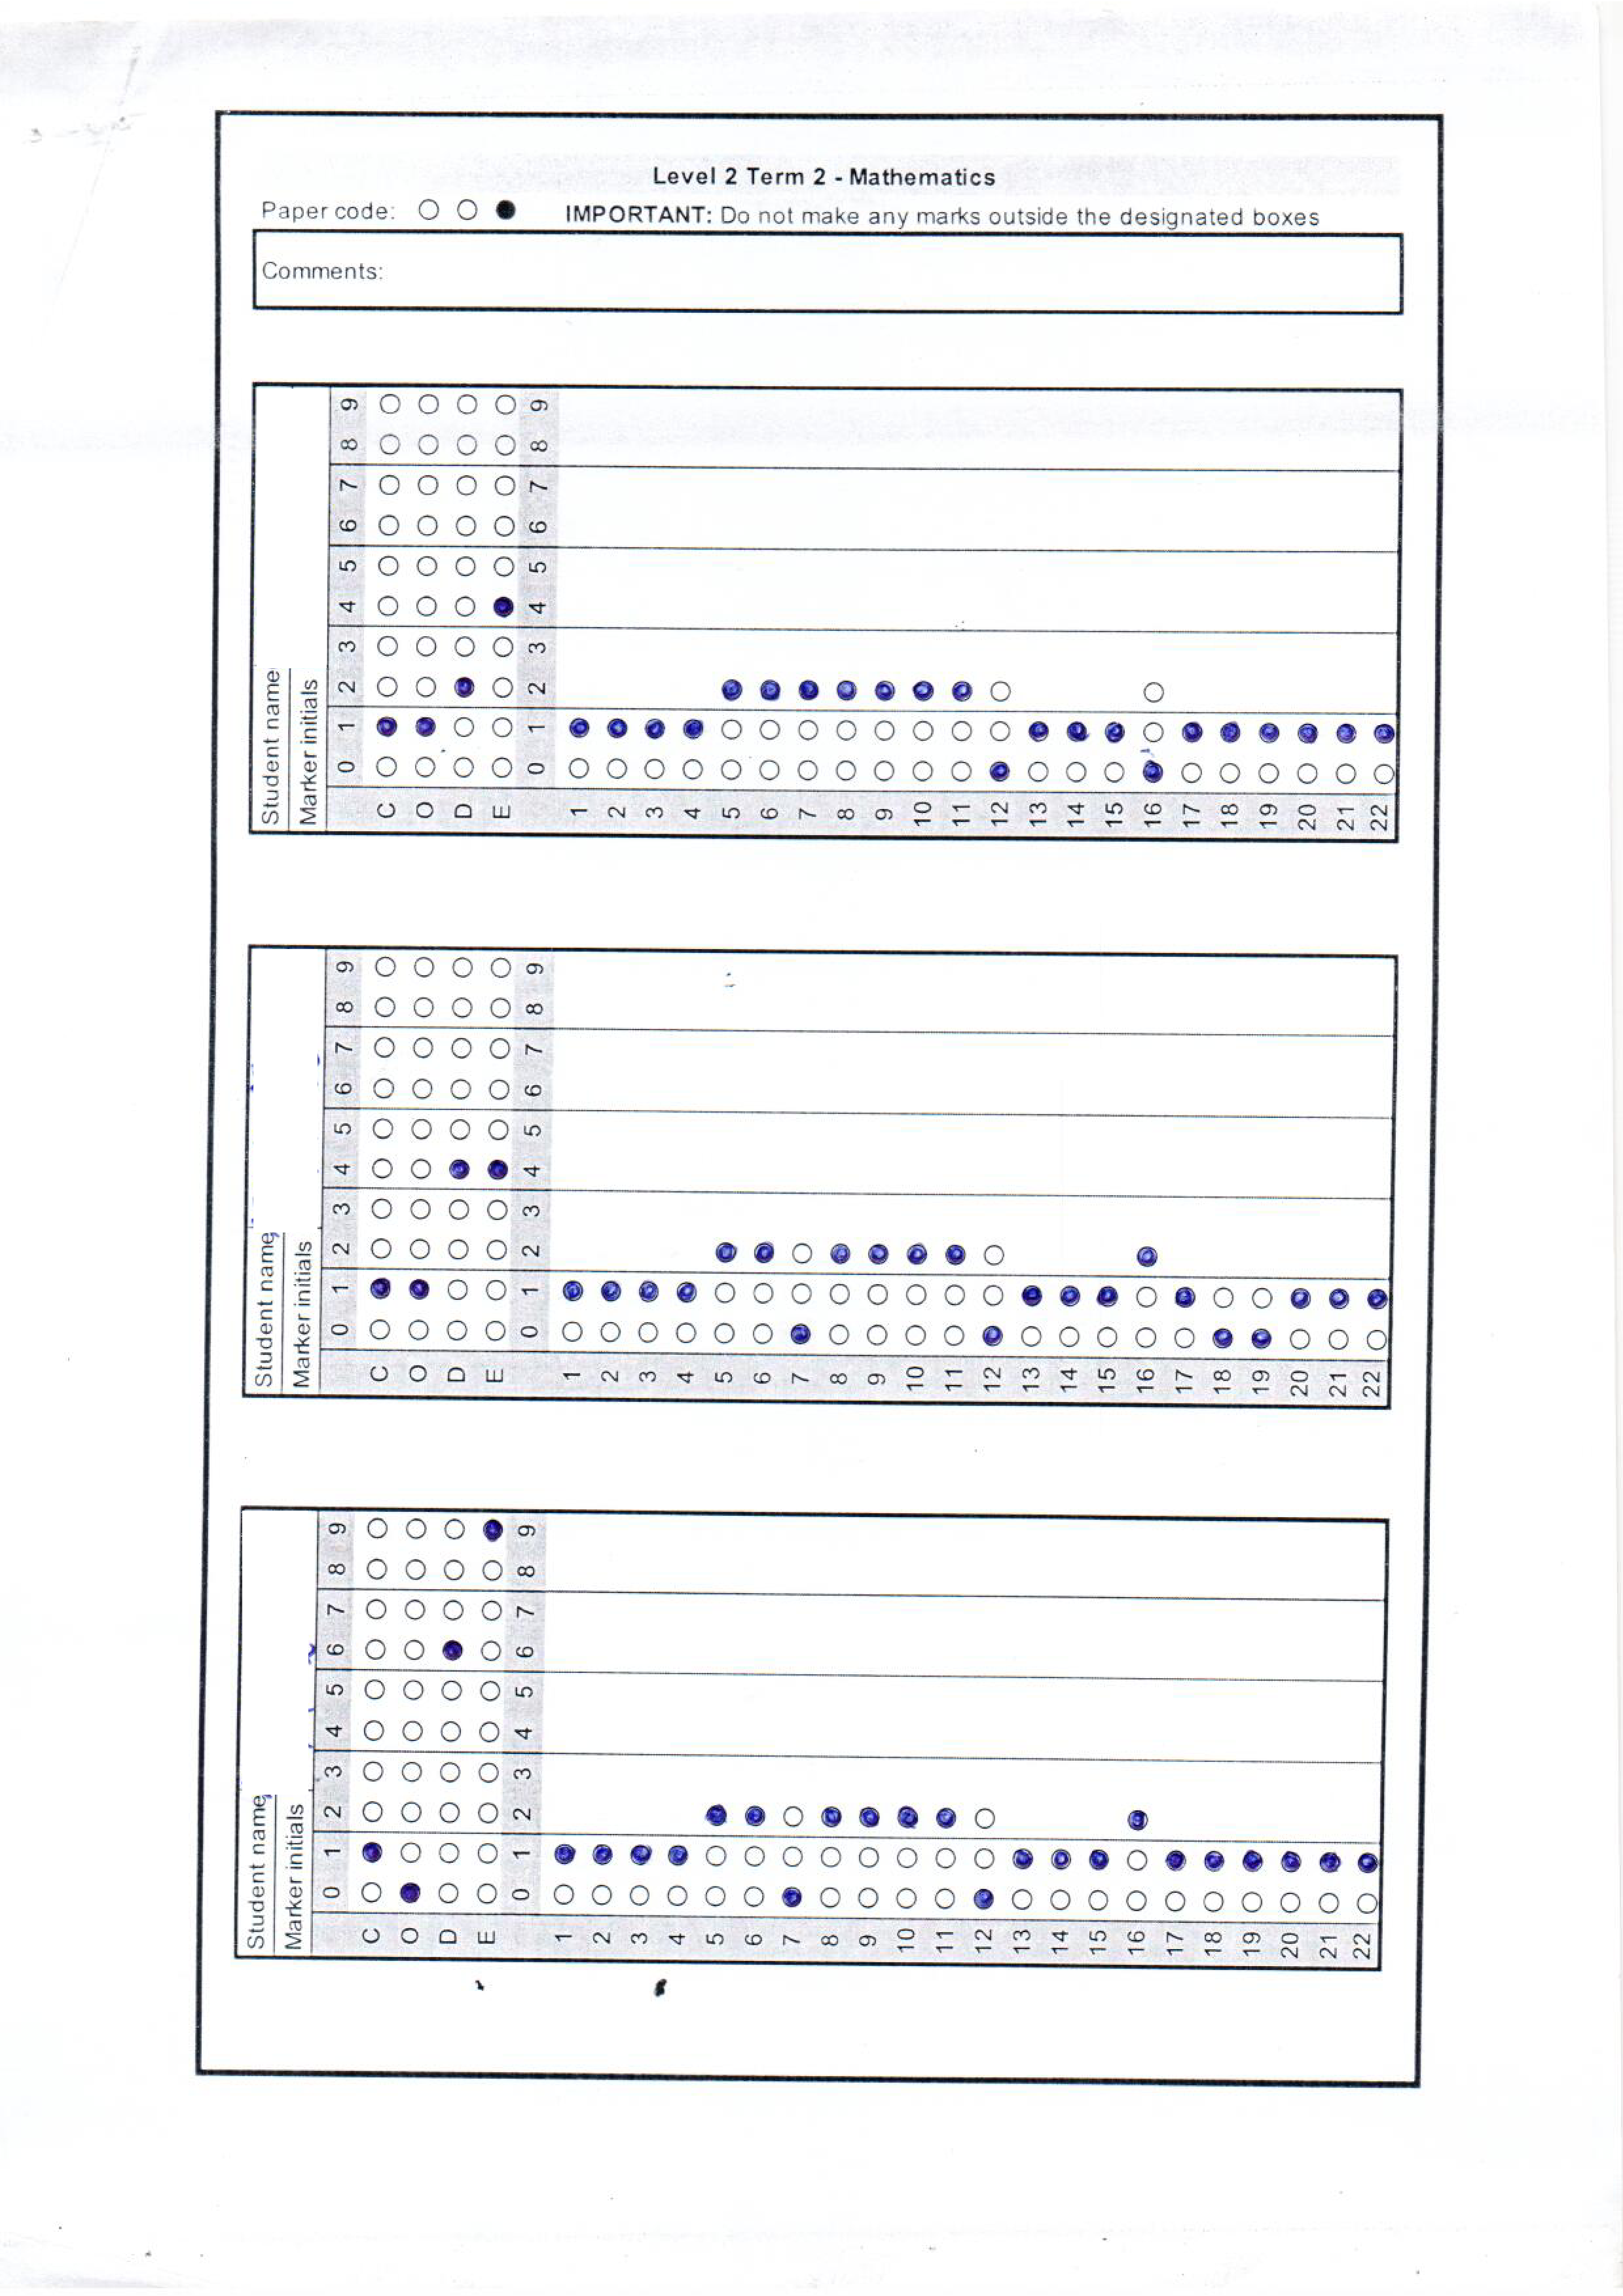 Level 2 Term 2 - Mathematics
Paper code:
IMPORTANT: Do not make any marks outside the designated boxes
Comments:
Student name
Marker initials
0 1 2 3 4 5 6 7 8 9
C
O
D
E
0 1 2 3 4 5 6 7 8 9
1
2
3
4
5
6
7
8
9
10
11
12
13
14
15
16
17
18
19
20
21
22
Student name
Marker initials
0 1 2 3 4 5 6 7 8 9
C
O
D
E
0 1 2 3 4 5 6 7 8 9
1
2
3
4
5
6
7
8
9
10
11
12
13
14
15
16
17
18
19
20
21
22
Student name
Marker initials
0 1 2 3 4 5 6 7 8 9
C
O
D
E
0 1 2 3 4 5 6 7 8 9
1
2
3
4
5
6
7
8
9
10
11
12
13
14
15
16
17
18
19
20
21
22